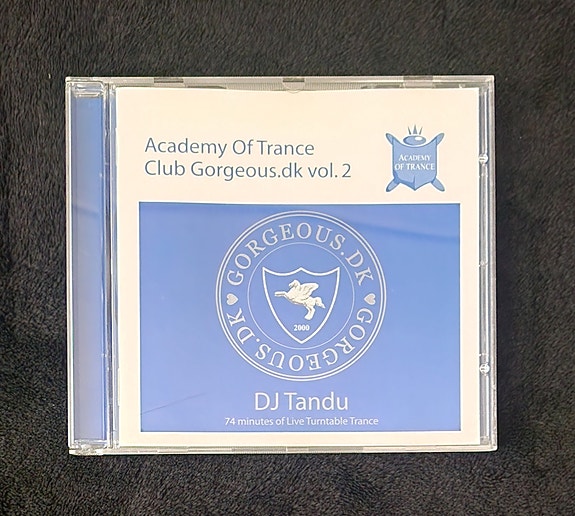 Academy Of Trance
Club Gorgeous.dk vol. 2
ACADEMY
OF TRANCE
GORGEOUS.DK
GORGEOUS.DK
2000
DJ Tandu
74 minutes of Live Turntable Trance